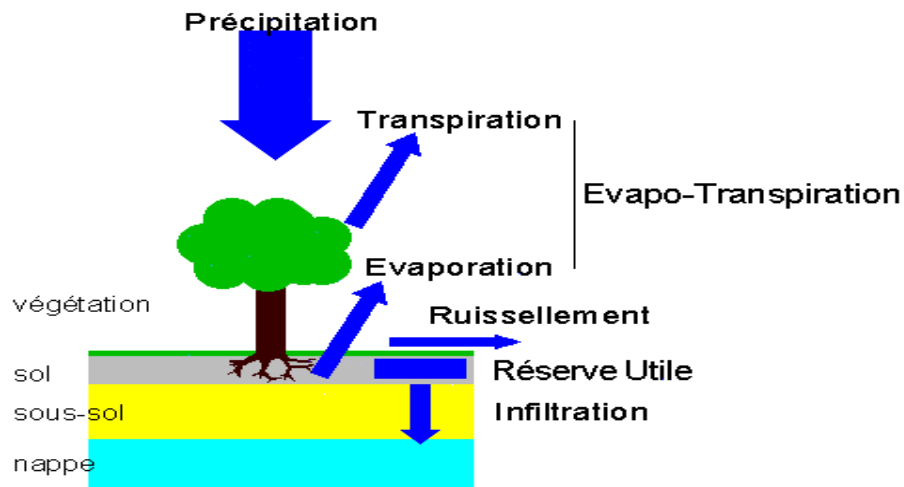 Précipitation
Transpiration
Evapo-Transpiration
Evaporation
végétation
Ruissellement
sol
Réserve Utile
sous-sol
Infiltration
nappe